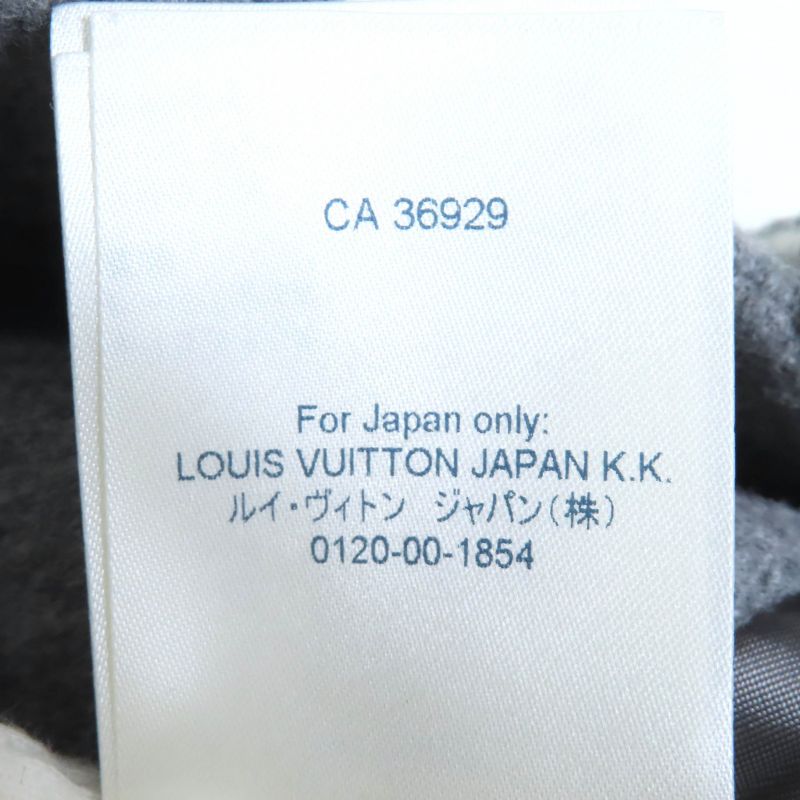 CA 36929
For Japan only:
LOUIS VUITTON JAPAN K.K.
ルイ・ヴィトン ジャパン(株)
0120-00-1854